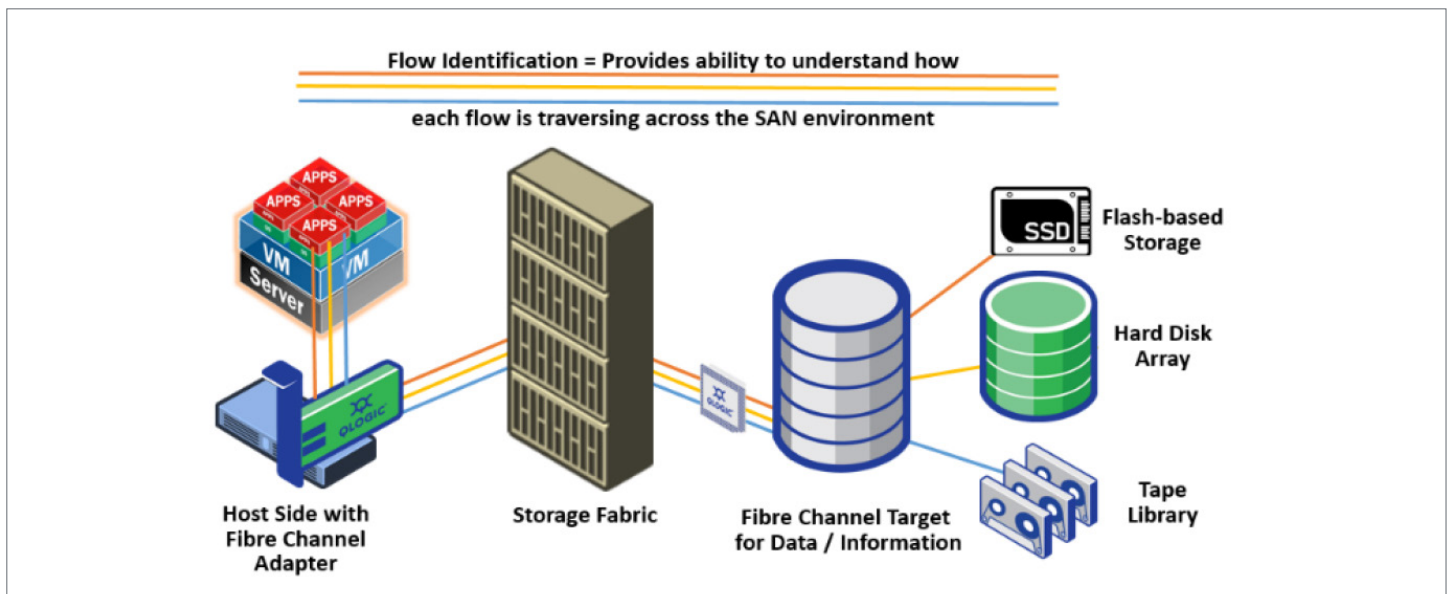 Flow Identification = Provides ability to understand how
each flow is traversing across the SAN environment
APPS
APPS
APPS
APPS
VM
VM
Server
SSD
Flash-based
Storage
Hard Disk
Array
QLOGIC
QLOGIC
Host Side with
Fibre Channel
Adapter
Storage Fabric
Fibre Channel Target
for Data / Information
Tape
Library